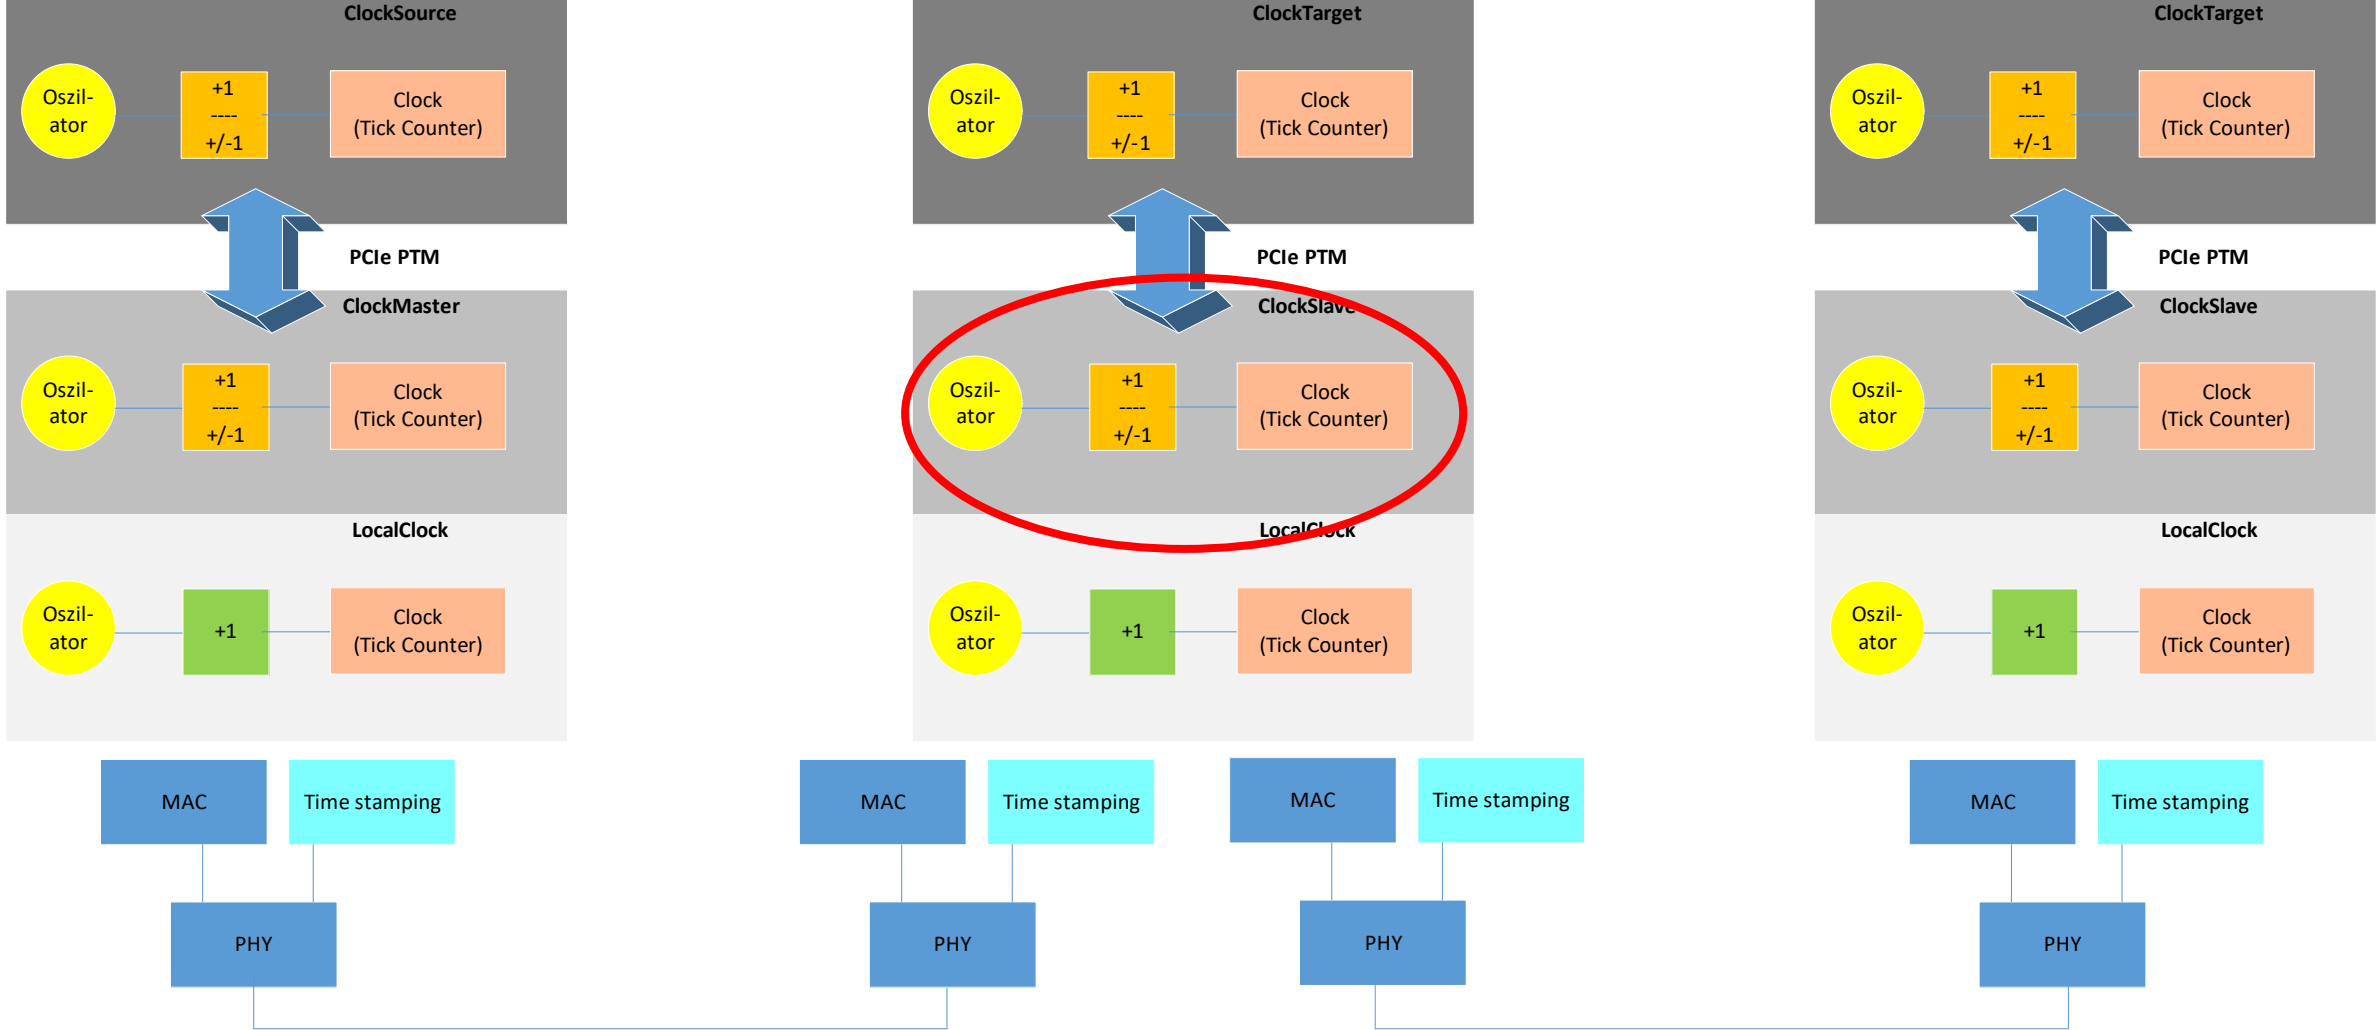 ClockSource
ClockTarget
ClockTarget
Oszil-
ator
+1
----
+/-1
Clock
(Tick Counter)
Oszil-
ator
+1
----
+/-1
Clock
(Tick Counter)
Oszil-
ator
+1
----
+/-1
Clock
(Tick Counter)
PCIe PTM
PCIe PTM
PCIe PTM
ClockMaster
ClockSlave
ClockSlave
Oszil-
ator
+1
----
+/-1
Clock
(Tick Counter)
Oszil-
ator
+1
----
+/-1
Clock
(Tick Counter)
Oszil-
ator
+1
----
+/-1
Clock
(Tick Counter)
LocalClock
LocalClock
LocalClock
Oszil-
ator
+1
Clock
(Tick Counter)
Oszil-
ator
+1
Clock
(Tick Counter)
Oszil-
ator
+1
Clock
(Tick Counter)
MAC
Time stamping
MAC
Time stamping
MAC
Time stamping
MAC
Time stamping
PHY
PHY
PHY
PHY